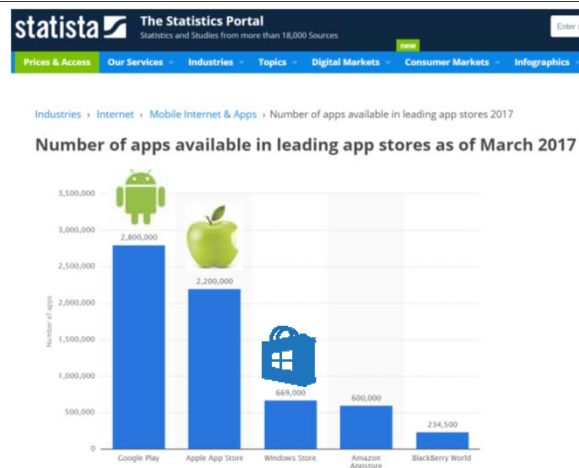 statista
The Statistics Portal
Statistics and Studies from more than 18,000 Sources
Enter
new
Prices & Access Our Services Industries Topics Digital Markets Consumer Markets Infographics
Industries › Internet › Mobile Internet & Apps › Number of apps available in leading app stores 2017
Number of apps available in leading app stores as of March 2017
Number of apps
3,500,000
3,000,000
2,500,000
2,000,000
1,500,000
1,000,000
500,000
0
2,800,000
2,200,000
669,000
600,000
234,500
Google Play
Apple App Store
Windows Store
Amazon
Appstore
BlackBerry World